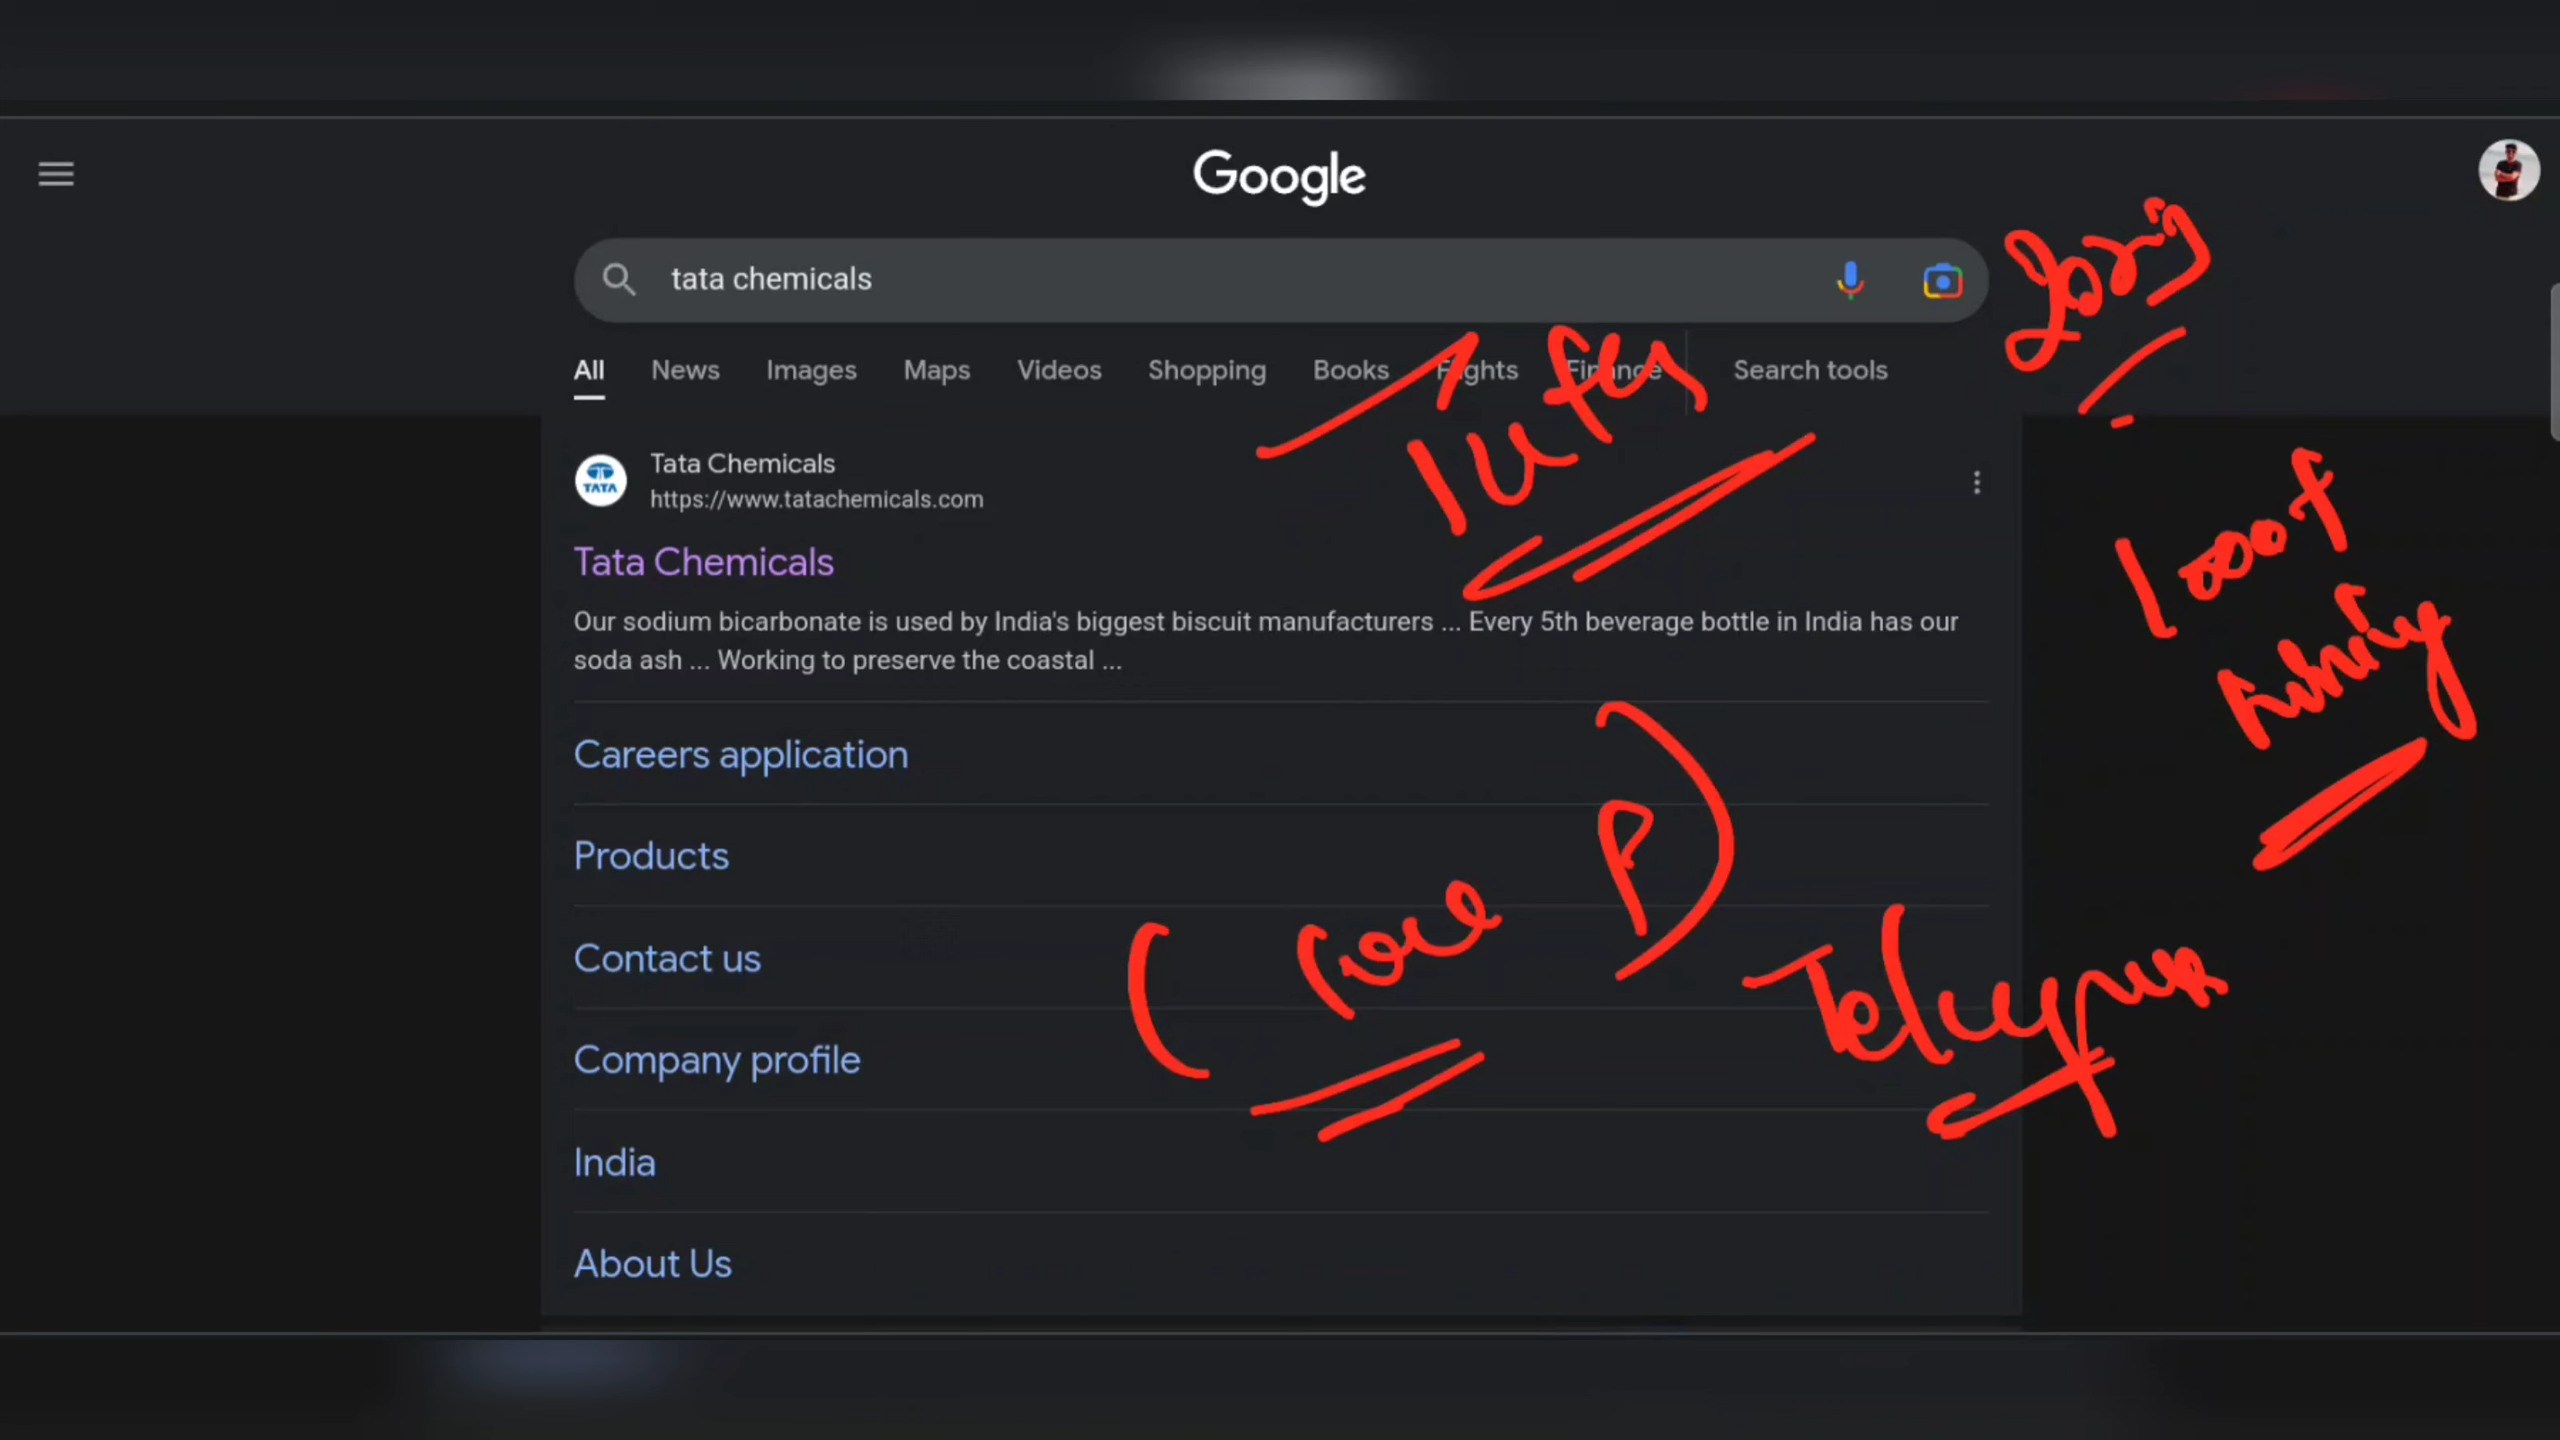 Google
tata chemicals
All News Images Maps Videos Shopping Books Flights Finance Search tools
Tata Chemicals
TATA
https://www.tatachemicals.com
Tata Chemicals
Our sodium bicarbonate is used by India's biggest biscuit manufacturers ... Every 5th beverage bottle in India has our
soda ash ... Working to preserve the coastal ...
Careers application
Products
Contact us
Company profile
India
About Us